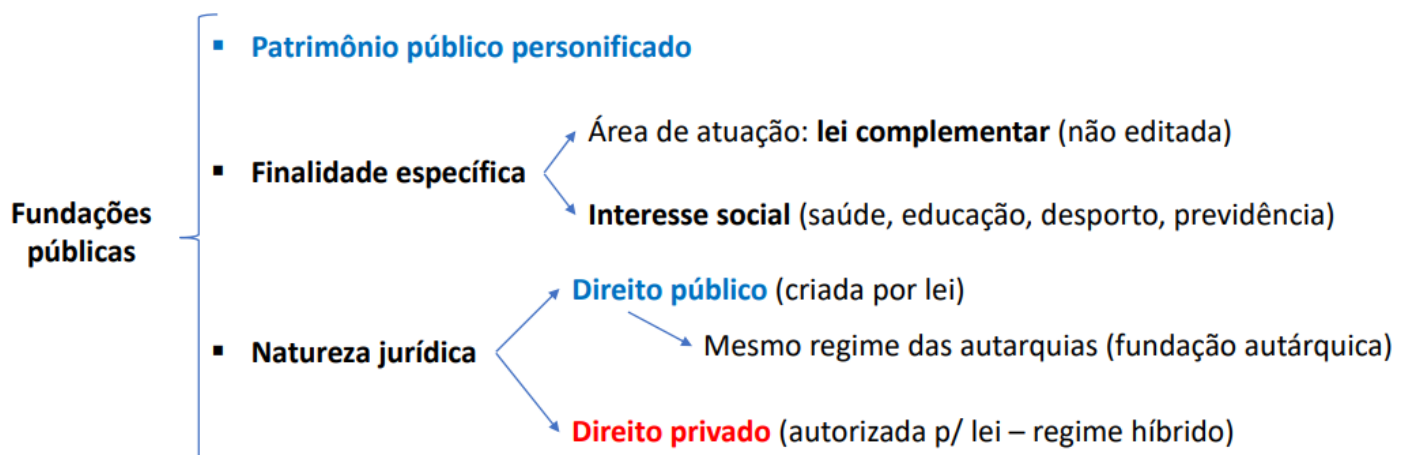 Fundações
públicas
▪ Patrimônio público personificado
▪ Finalidade específica
Área de atuação: lei complementar (não editada)
Interesse social (saúde, educação, desporto, previdência)
▪ Natureza jurídica
Direito público (criada por lei)
Mesmo regime das autarquias (fundação autárquica)
Direito privado (autorizada p/ lei – regime híbrido)